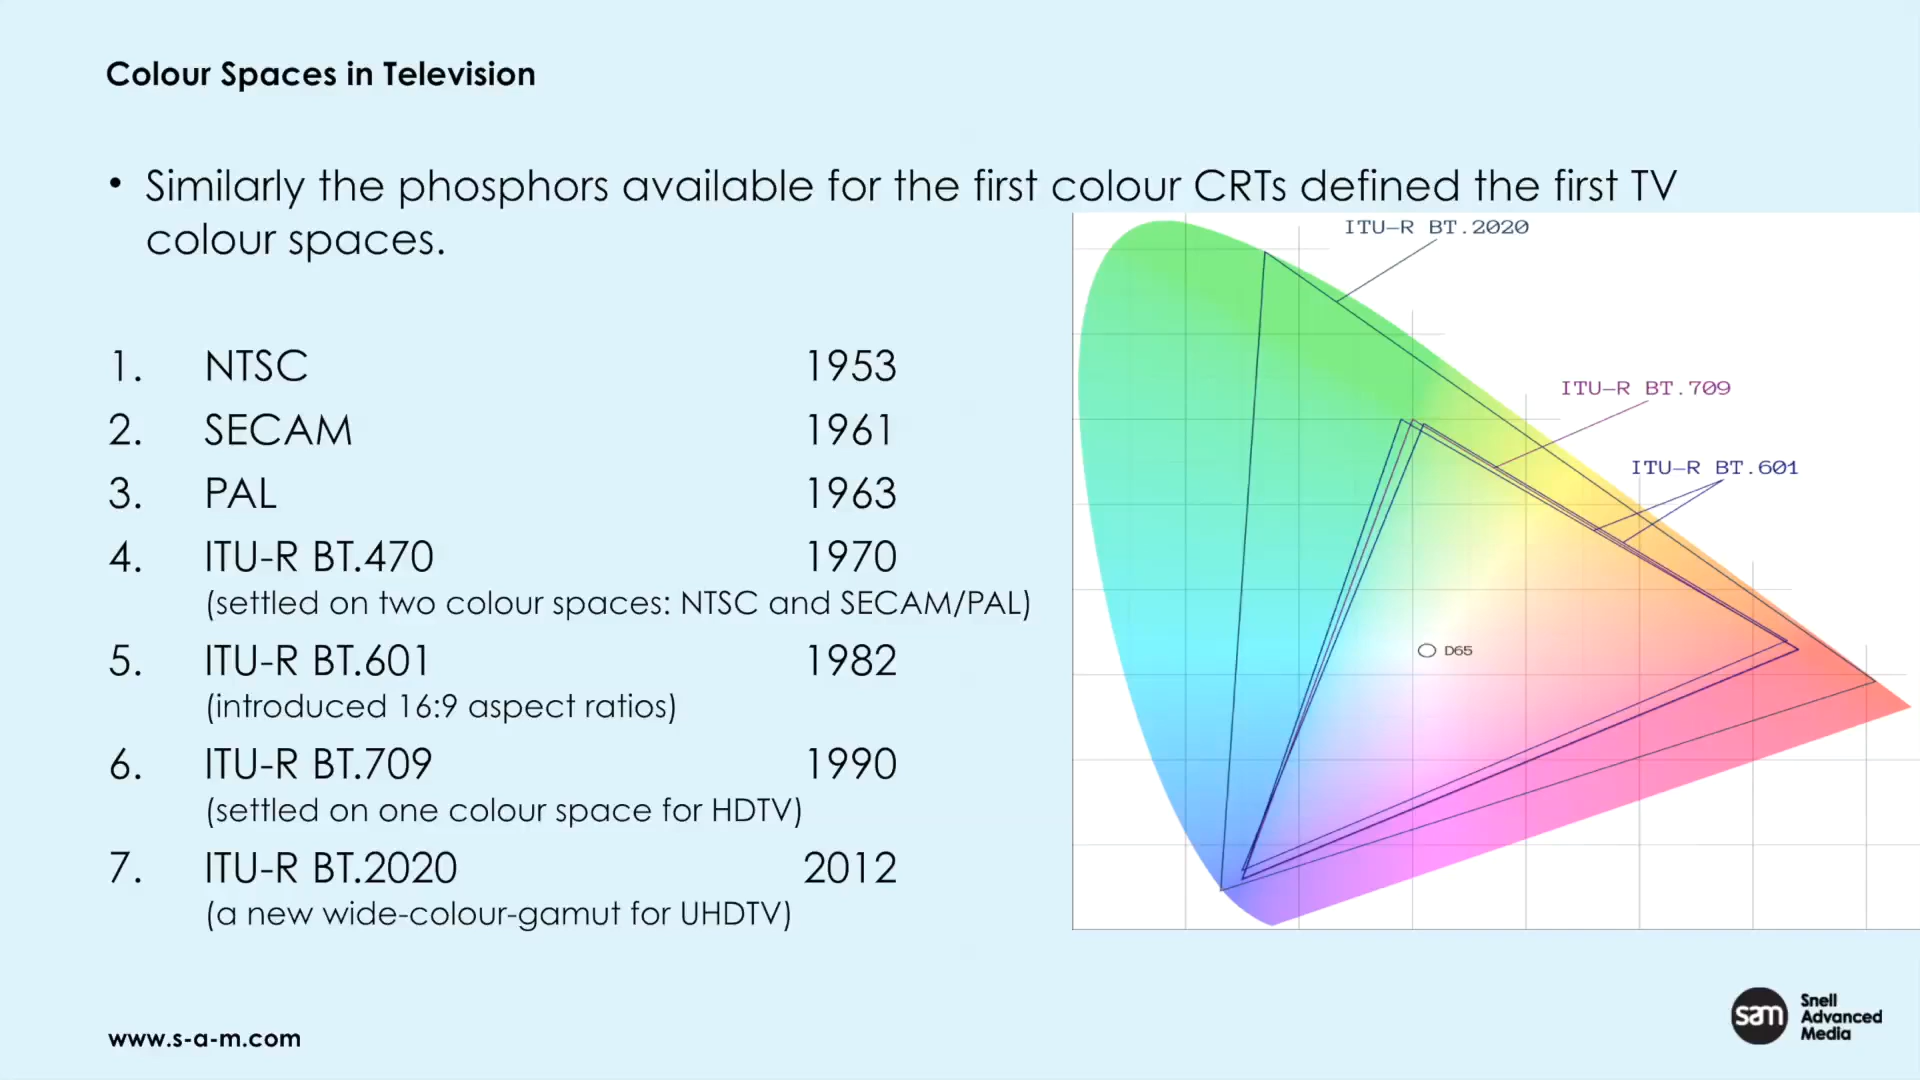 Colour Spaces in Television
• Similarly the phosphors available for the first colour CRTs defined the first TV
colour spaces.
1. NTSC 1953
2. SECAM 1961
3. PAL 1963
4. ITU-R BT.470 1970
(settled on two colour spaces: NTSC and SECAM/PAL)
5. ITU-R BT.601 1982
(introduced 16:9 aspect ratios)
6. ITU-R BT.709 1990
(settled on one colour space for HDTV)
7. ITU-R BT.2020 2012
(a new wide-colour-gamut for UHDTV)
ITU-R BT.2020
ITU-R BT.709
ITU-R BT.601
D65
www.s-a-m.com
sam
Snell
Advanced
Media